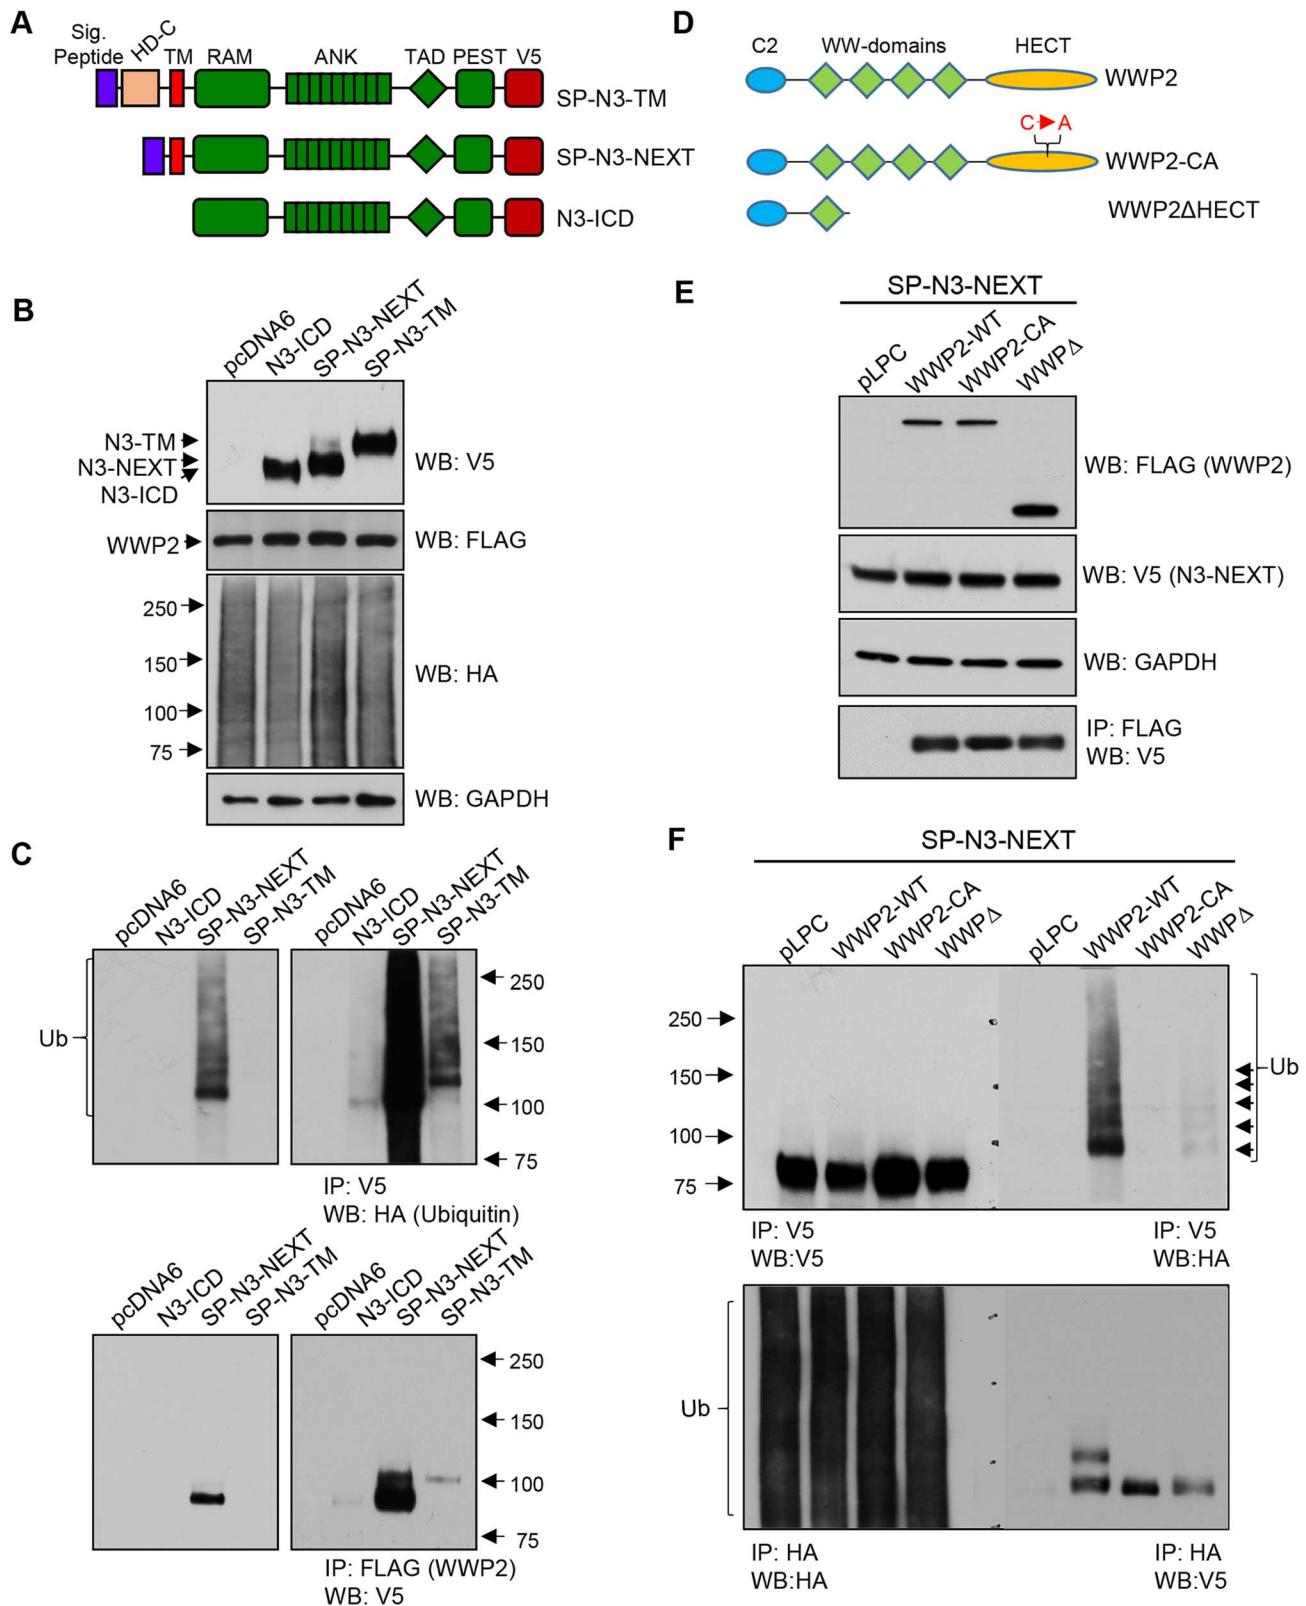 A
Sig.
Peptide
HD-C
TM
RAM
ANK
TAD
PEST
V5
SP-N3-TM
SP-N3-NEXT
N3-ICD
B
pcDNA6
N3-ICD
SP-N3-NEXT
SP-N3-TM
N3-TM
N3-NEXT
N3-ICD
WB: V5
WWP2
WB: FLAG
250
150
100
75
WB: HA
WB: GAPDH
C
pcDNA6
N3-ICD
SP-N3-NEXT
SP-N3-TM
pcDNA6
N3-ICD
SP-N3-NEXT
SP-N3-TM
Ub
250
150
100
75
IP: V5
WB: HA (Ubiquitin)
pcDNA6
N3-ICD
SP-N3-NEXT
SP-N3-TM
pcDNA6
N3-ICD
SP-N3-NEXT
SP-N3-TM
250
150
100
75
IP: FLAG (WWP2)
WB: V5
D
C2
WW-domains
HECT
WWP2
C
A
WWP2-CA
WWP2ΔHECT
E
SP-N3-NEXT
pLPC
WWP2-WT
WWP2-CA
WWPΔ
WB: FLAG (WWP2)
WB: V5 (N3-NEXT)
WB: GAPDH
IP: FLAG
WB: V5
F
SP-N3-NEXT
pLPC
WWP2-WT
WWP2-CA
WWPΔ
pLPC
WWP2-WT
WWP2-CA
WWPΔ
250
150
100
75
Ub
IP: V5
WB:V5
IP: V5
WB:HA
Ub
IP: HA
WB:HA
IP: HA
WB:V5